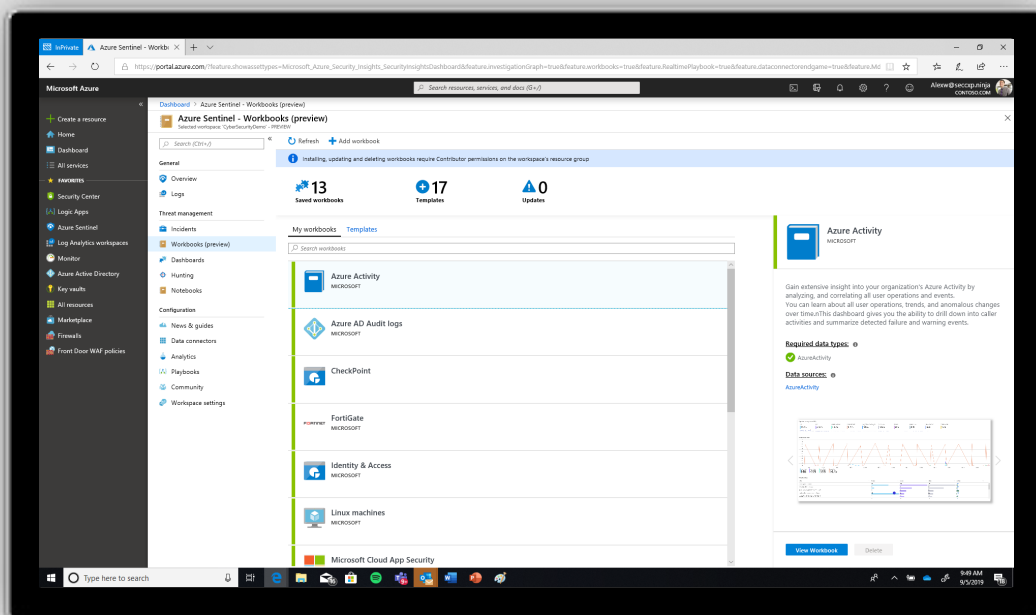 InPrivate
Azure Sentinel - Workbo
https://portal.azure.com/?feature.showassettypes=Microsoft_Azure_Security_Insights_SecurityInsightsDashboard&feature.investigationGraph=true&feature.workbooks=true&feature.RealtimePlaybook=true&feature.dataconnectorendgame=true&feature.Md
Microsoft Azure
Search resources, services, and docs (G+/)
Alexw@seccxp.ninja
CONTOSO.COM
Create a resource
Home
Dashboard
All services
FAVORITES
Security Center
Logic Apps
Azure Sentinel
Log Analytics workspaces
Monitor
Azure Active Directory
Key vaults
All resources
Marketplace
Firewalls
Front Door WAF policies
Dashboard > Azure Sentinel - Workbooks (preview)
Azure Sentinel - Workbooks (preview)
Selected workspace: 'CyberSecurityDemo' - PREVIEW
Search (Ctrl+/)
General
Overview
Logs
Threat management
Incidents
Workbooks (preview)
Dashboards
Hunting
Notebooks
Configuration
News & guides
Data connectors
Analytics
Playbooks
Community
Workspace settings
Refresh
Add workbook
Installing, updating and deleting workbooks require Contributor permissions on the workspace's resource group
13
Saved workbooks
17
Templates
0
Updates
My workbooks
Templates
Search workbooks
Azure Activity
MICROSOFT
Azure AD Audit logs
MICROSOFT
CheckPoint
FORTINET
FortiGate
MICROSOFT
Identity & Access
MICROSOFT
Linux machines
MICROSOFT
Microsoft Cloud App Security
Azure Activity
MICROSOFT
Gain extensive insight into your organization's Azure Activity by
analyzing, and correlating all user operations and events.
You can learn about all user operations, trends, and anomalous changes
over time.\nThis dashboard gives you the ability to drill down into caller
activities and summarize detected failure and warning events.
Required data types:
AzureActivity
Data sources:
AzureActivity
View Workbook
Delete
Type here to search
9:49 AM
9/5/2019